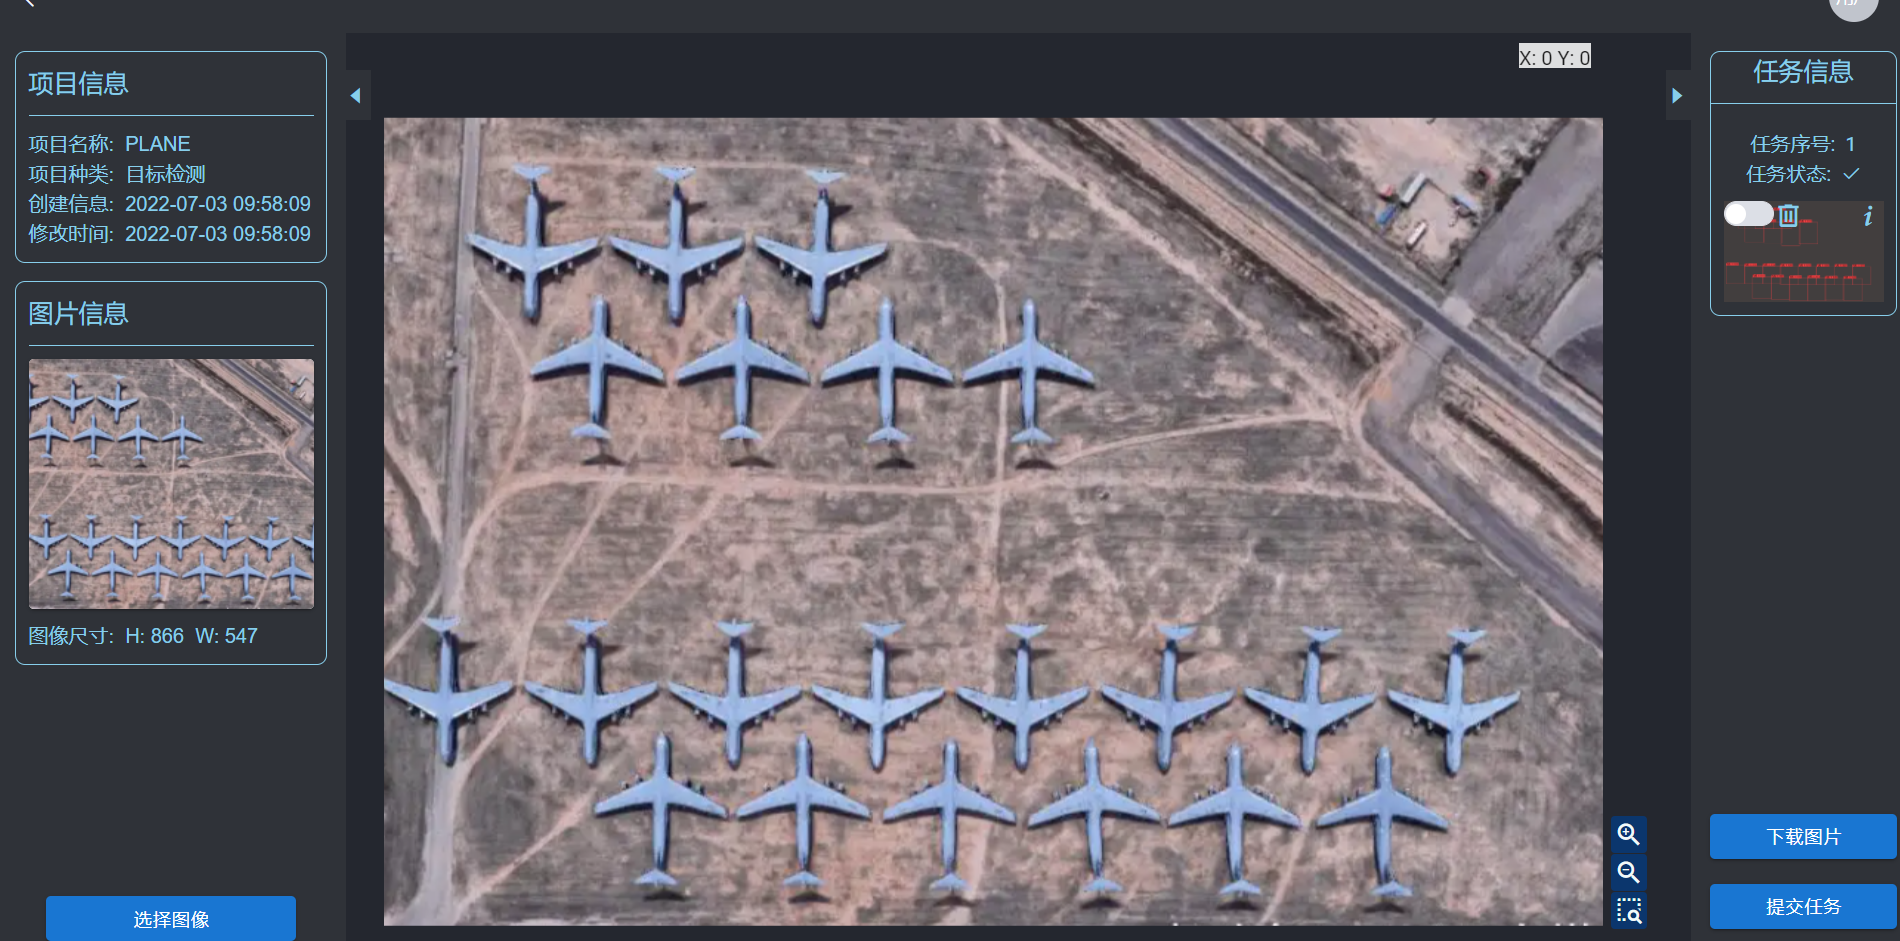 X: 0 Y: 0
项目信息
项目名称: PLANE
项目种类: 目标检测
创建信息: 2022-07-03 09:58:09
修改时间: 2022-07-03 09:58:09
图片信息
图像尺寸: H: 866 W: 547
选择图像
任务信息
任务序号: 1
任务状态:
i
下载图片
提交任务